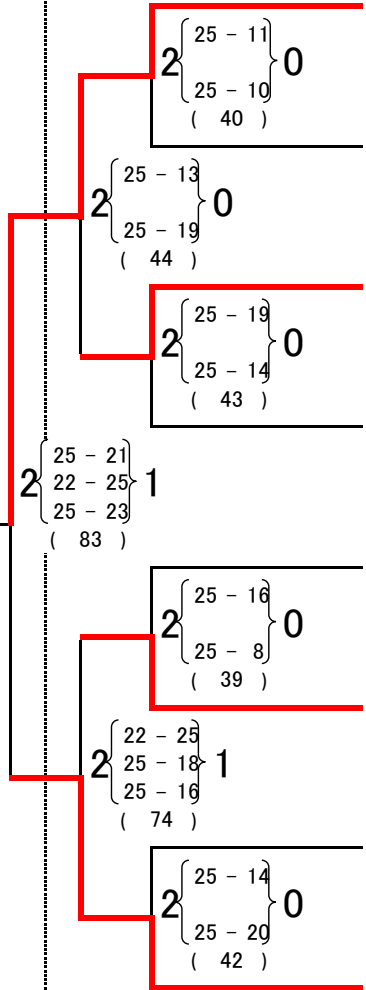 25 - 11
2 0
25 - 10
( 40 )
25 - 13
2 0
25 - 19
( 44 )
25 - 19
2 0
25 - 14
( 43 )
25 - 21
2 22 - 25 1
25 - 23
( 83 )
25 - 16
2 0
25 - 8
( 39 )
22 - 25
2 25 - 18 1
25 - 16
( 74 )
25 - 14
2 0
25 - 20
( 42 )